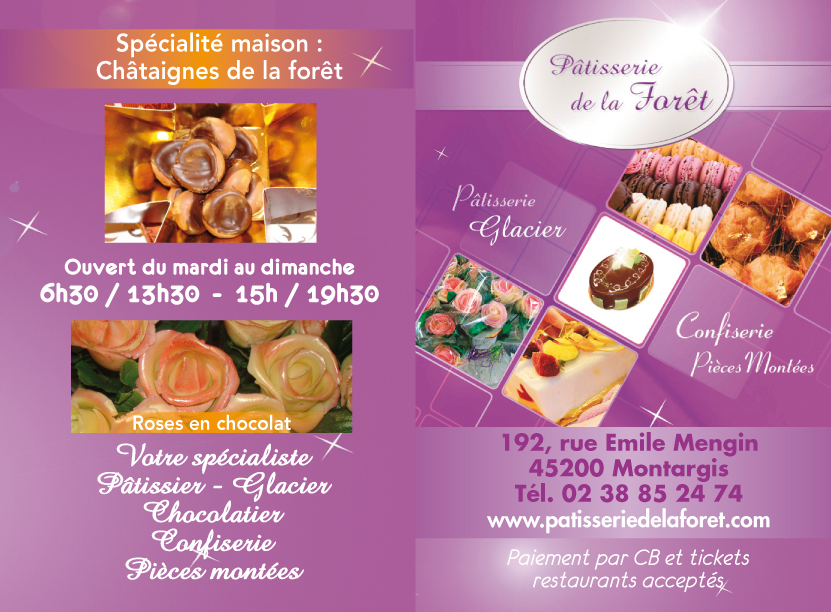 Spécialité maison :
Châtaignes de la forêt
Ouvert du mardi au dimanche
6h30 / 13h30 - 15h / 19h30
Roses en chocolat
Votre spécialiste
Pâtissier - Glacier
Chocolatier
Confiserie
Pièces montées
Pâtisserie
de la Forêt
Pâtisserie
Glacier
Confiserie
Pièces Montées
192, rue Emile Mengin
45200 Montargis
Tél. 02 38 85 24 74
www.patisseriedelaforet.com
Paiement par CB et tickets
restaurants acceptés